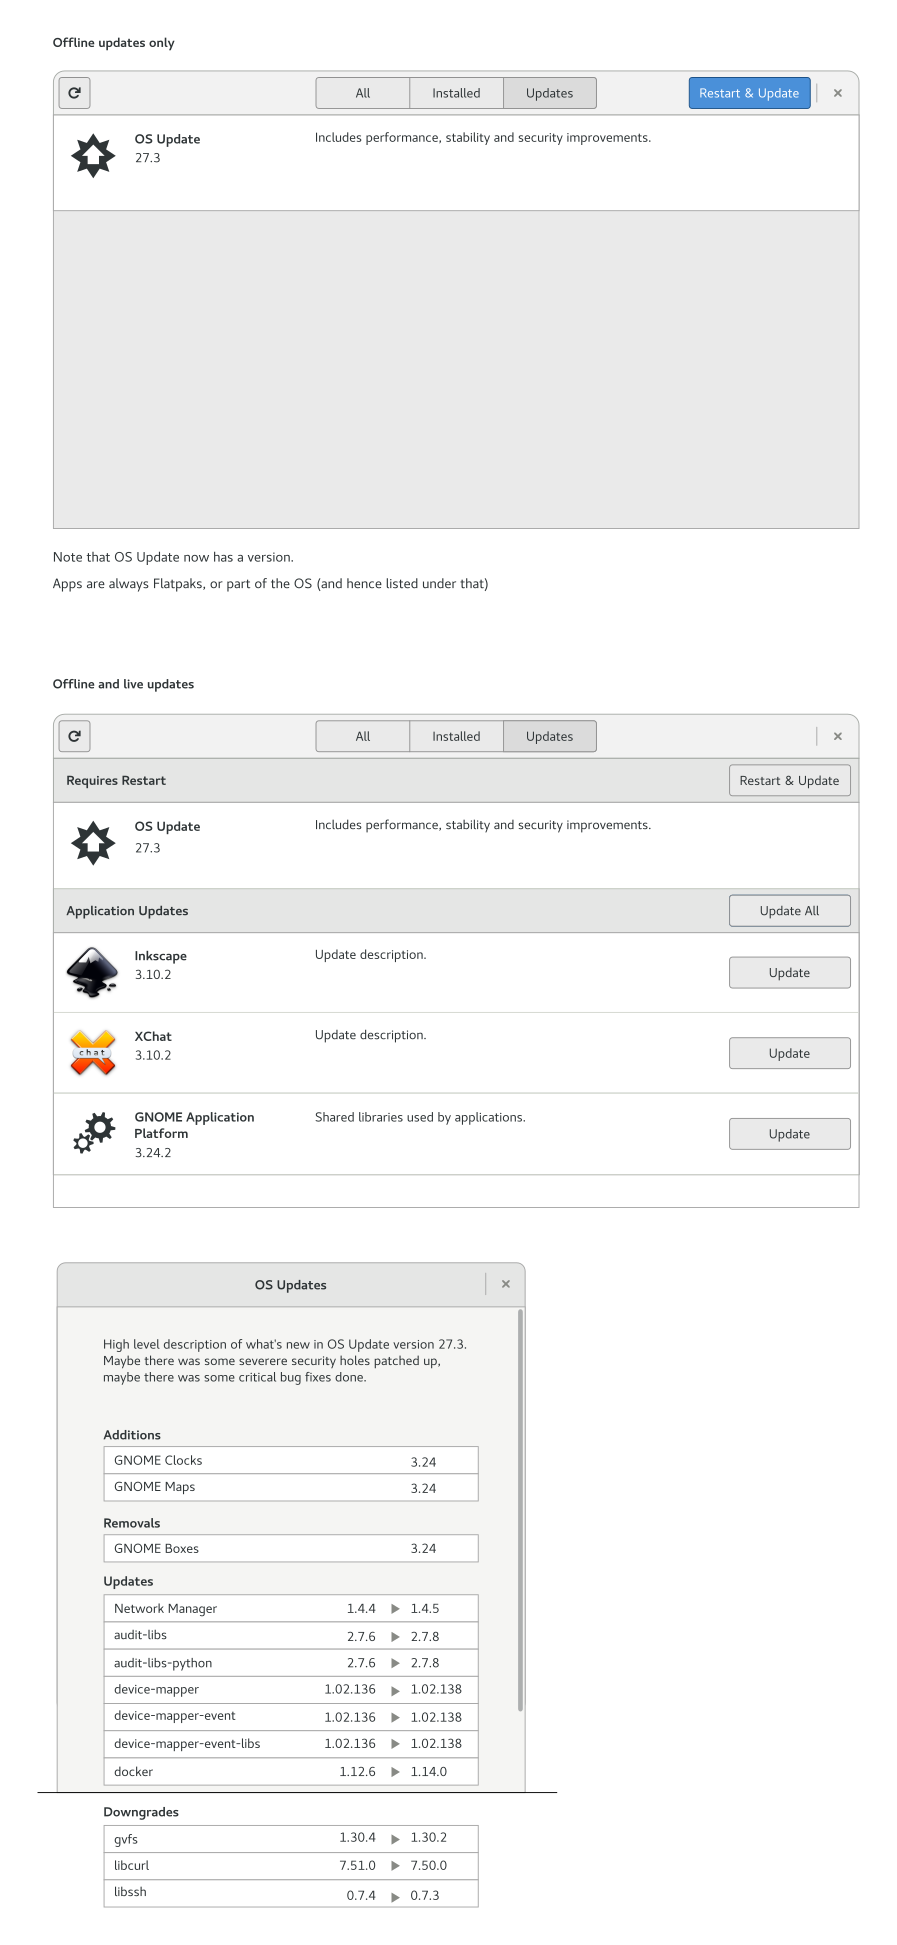 Offline updates only
All Installed Updates Restart & Update
OS Update Includes performance, stability and security improvements.
27.3
Note that OS Update now has a version.
Apps are always Flatpaks, or part of the OS (and hence listed under that)
Offline and live updates
All Installed Updates
Requires Restart Restart & Update
OS Update Includes performance, stability and security improvements.
27.3
Application Updates Update All
Inkscape Update description.
3.10.2 Update
XChat Update description.
chat
3.10.2 Update
GNOME Application Shared libraries used by applications.
Platform Update
3.24.2
OS Updates
High level description of what's new in OS Update version 27.3.
Maybe there was some severere security holes patched up,
maybe there was some critical bug fixes done.
Additions
GNOME Clocks 3.24
GNOME Maps 3.24
Removals
GNOME Boxes 3.24
Updates
Network Manager 1.4.4 ▶ 1.4.5
audit-libs 2.7.6 ▶ 2.7.8
audit-libs-python 2.7.6 ▶ 2.7.8
device-mapper 1.02.136 ▶ 1.02.138
device-mapper-event 1.02.136 ▶ 1.02.138
device-mapper-event-libs 1.02.136 ▶ 1.02.138
docker 1.12.6 ▶ 1.14.0
Downgrades
gvfs 1.30.4 ▶ 1.30.2
libcurl 7.51.0 ▶ 7.50.0
libssh 0.7.4 ▶ 0.7.3